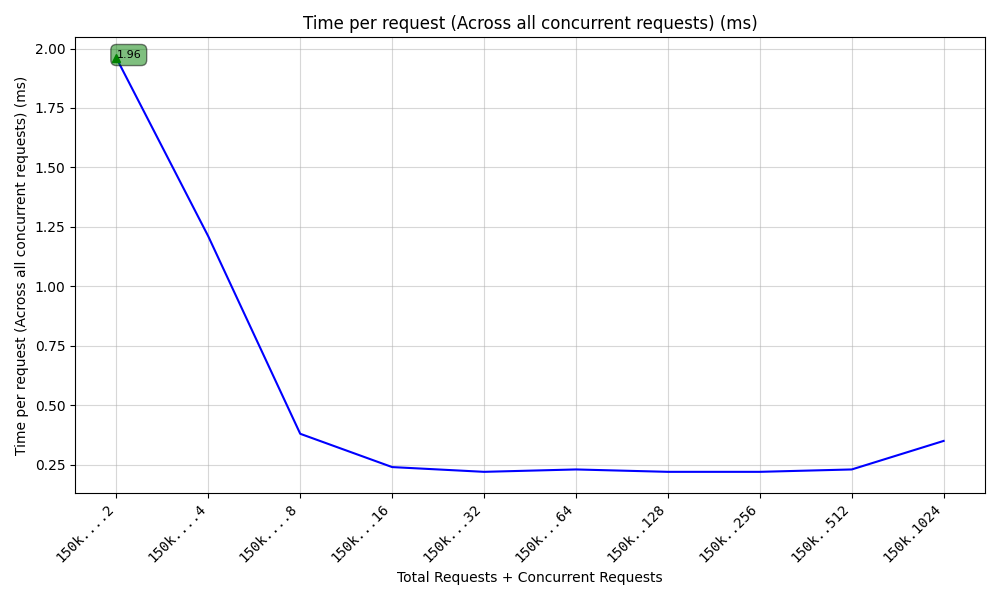 Time per request (Across all concurrent requests) (ms)
Time per request (Across all concurrent requests) (ms)
2.00
1.75
1.50
1.25
1.00
0.75
0.50
0.25
1.96
150k....2
150k....4
150k....8
150k...16
150k...32
150k...64
150k..128
150k..256
150k..512
150k.1024
Total Requests + Concurrent Requests